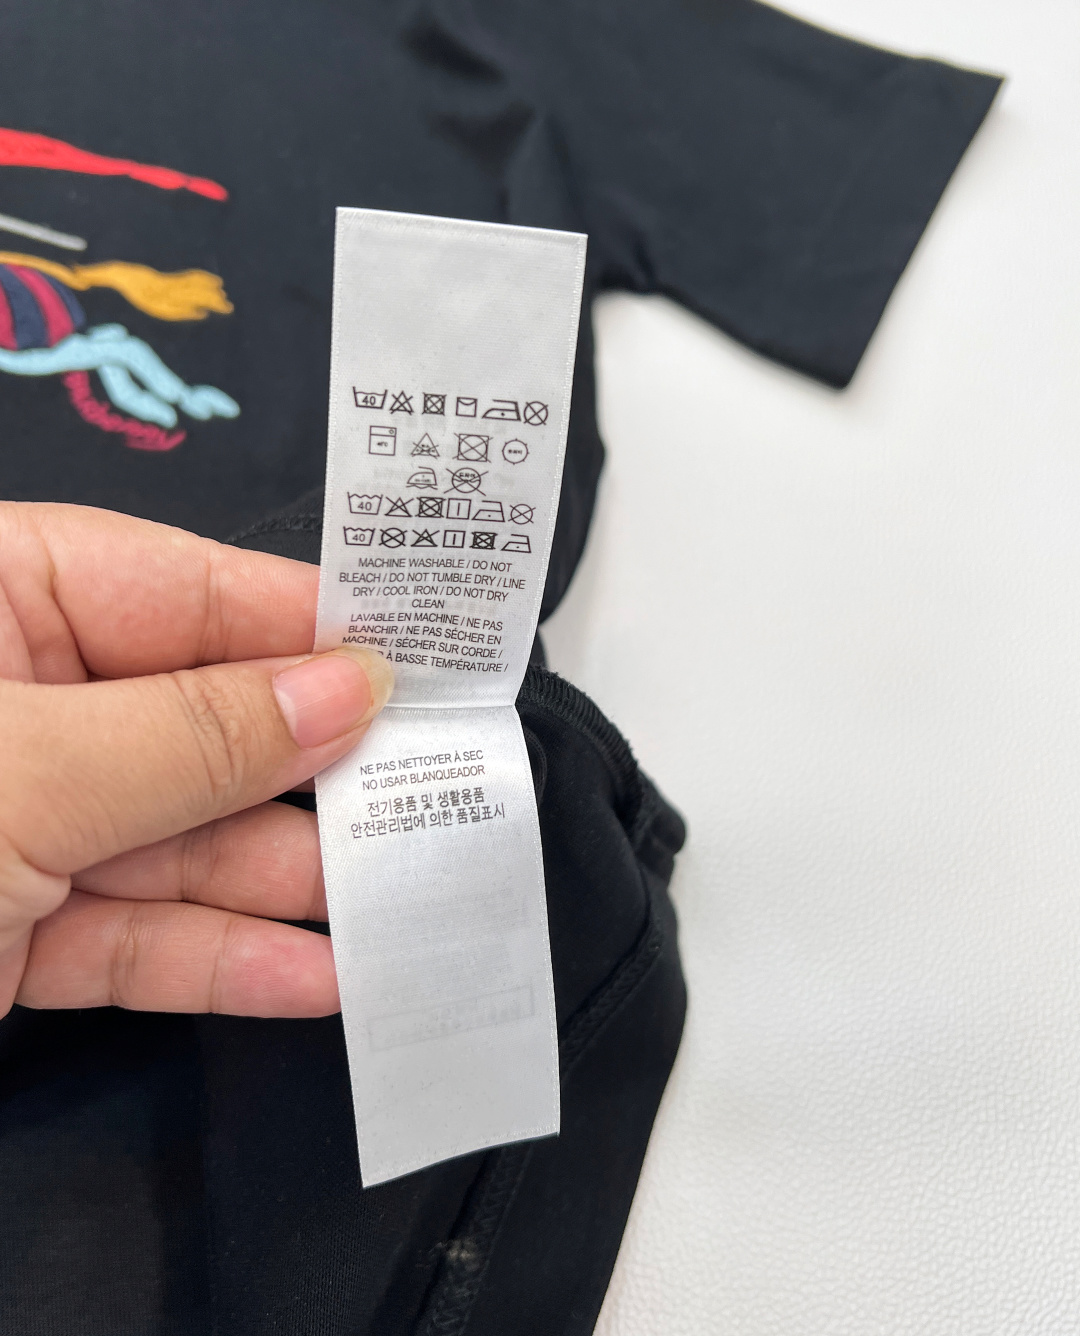 40
40
40
MACHINE WASHABLE / DO NOT
BLEACH / DO NOT TUMBLE DRY / LINE
DRY / COOL IRON / DO NOT DRY
CLEAN
LAVABLE EN MACHINE / NE PAS
BLANCHIR / NE PAS SÉCHER EN
MACHINE / SÉCHER SUR CORDE /
À BASSE TEMPÉRATURE /
NE PAS NETTOYER À SEC
NO USAR BLANQUEADOR
전기용품 및 생활용품
안전관리법에 의한 품질표시